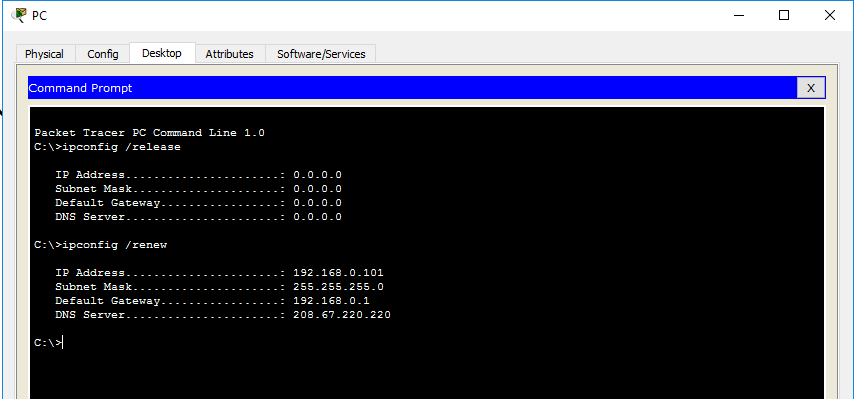 PC
Physical Config Desktop Attributes Software/Services
Command Prompt X
Packet Tracer PC Command Line 1.0
C:\>ipconfig /release
IP Address......................: 0.0.0.0
Subnet Mask.....................: 0.0.0.0
Default Gateway.................: 0.0.0.0
DNS Server......................: 0.0.0.0
C:\>ipconfig /renew
IP Address......................: 192.168.0.101
Subnet Mask.....................: 255.255.255.0
Default Gateway.................: 192.168.0.1
DNS Server......................: 208.67.220.220
C:\>